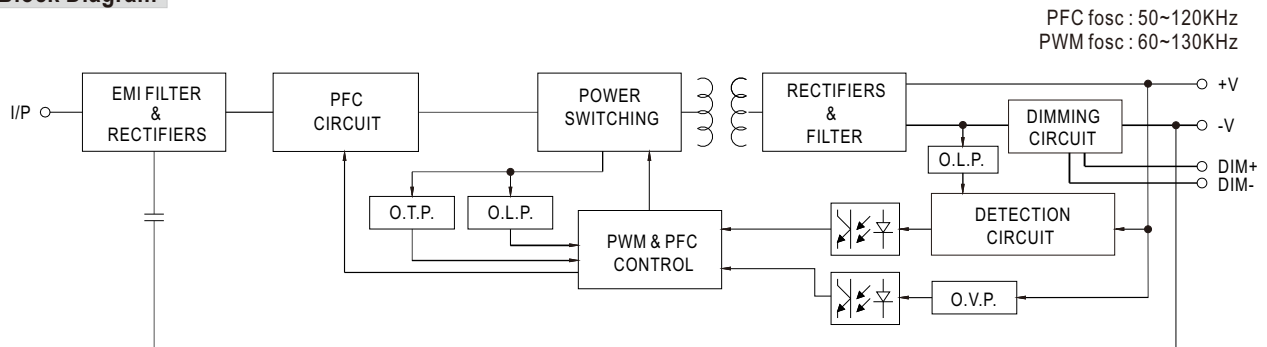 Block Diagram
PFC fosc : 50~120KHz
PWM fosc : 60~130KHz
I/P
EMI FILTER
&
RECTIFIERS
PFC
CIRCUIT
POWER
SWITCHING
RECTIFIERS
&
FILTER
DIMMING
CIRCUIT
+V
-V
DIM+
DIM-
O.L.P.
O.T.P.
O.L.P.
PWM & PFC
CONTROL
DETECTION
CIRCUIT
O.V.P.